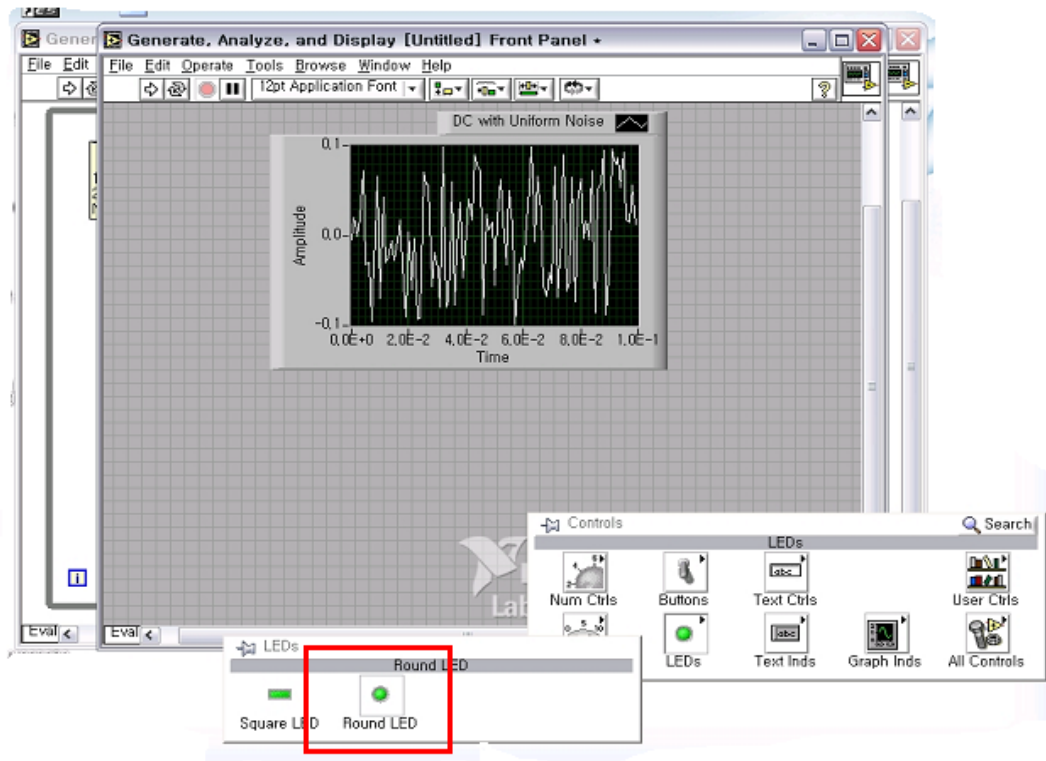 Gener
Generate, Analyze, and Display [Untitled] Front Panel *
File Edit
File Edit Operate Tools Browse Window Help
12pt Application Font
?
DC with Uniform Noise
0.1
Amplitude
0.0
-0.1
0.0E+0 2.0E-2 4.0E-2 6.0E-2 8.0E-2 1.0E-1
Time
i
Lab
Eval
Eval
Controls
Search
LEDs
Num Ctrls Buttons Text Ctrls User Ctrls
LEDs Text Inds Graph Inds All Controls
LEDs
Round LED
Square LED Round LED